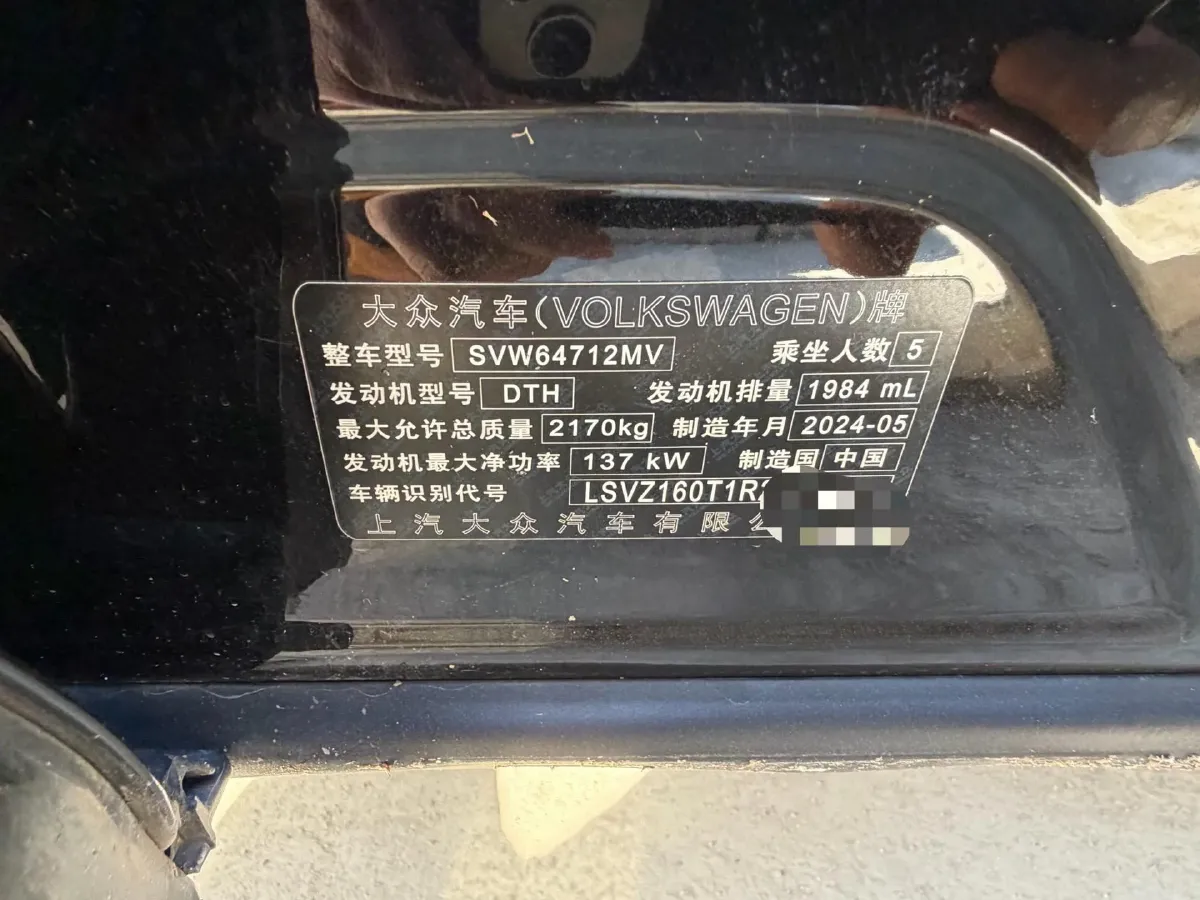 大众汽车(VOLKSWAGEN)牌
整车型号 SVW64712MV 乘坐人数 5
发动机型号 DTH 发动机排量 1984 mL
最大允许总质量 2170kg 制造年月 2024-05
发动机最大净功率 137 kW 制造国 中国
车辆识别代号 LSVZ160T1R
上汽大众汽车有限